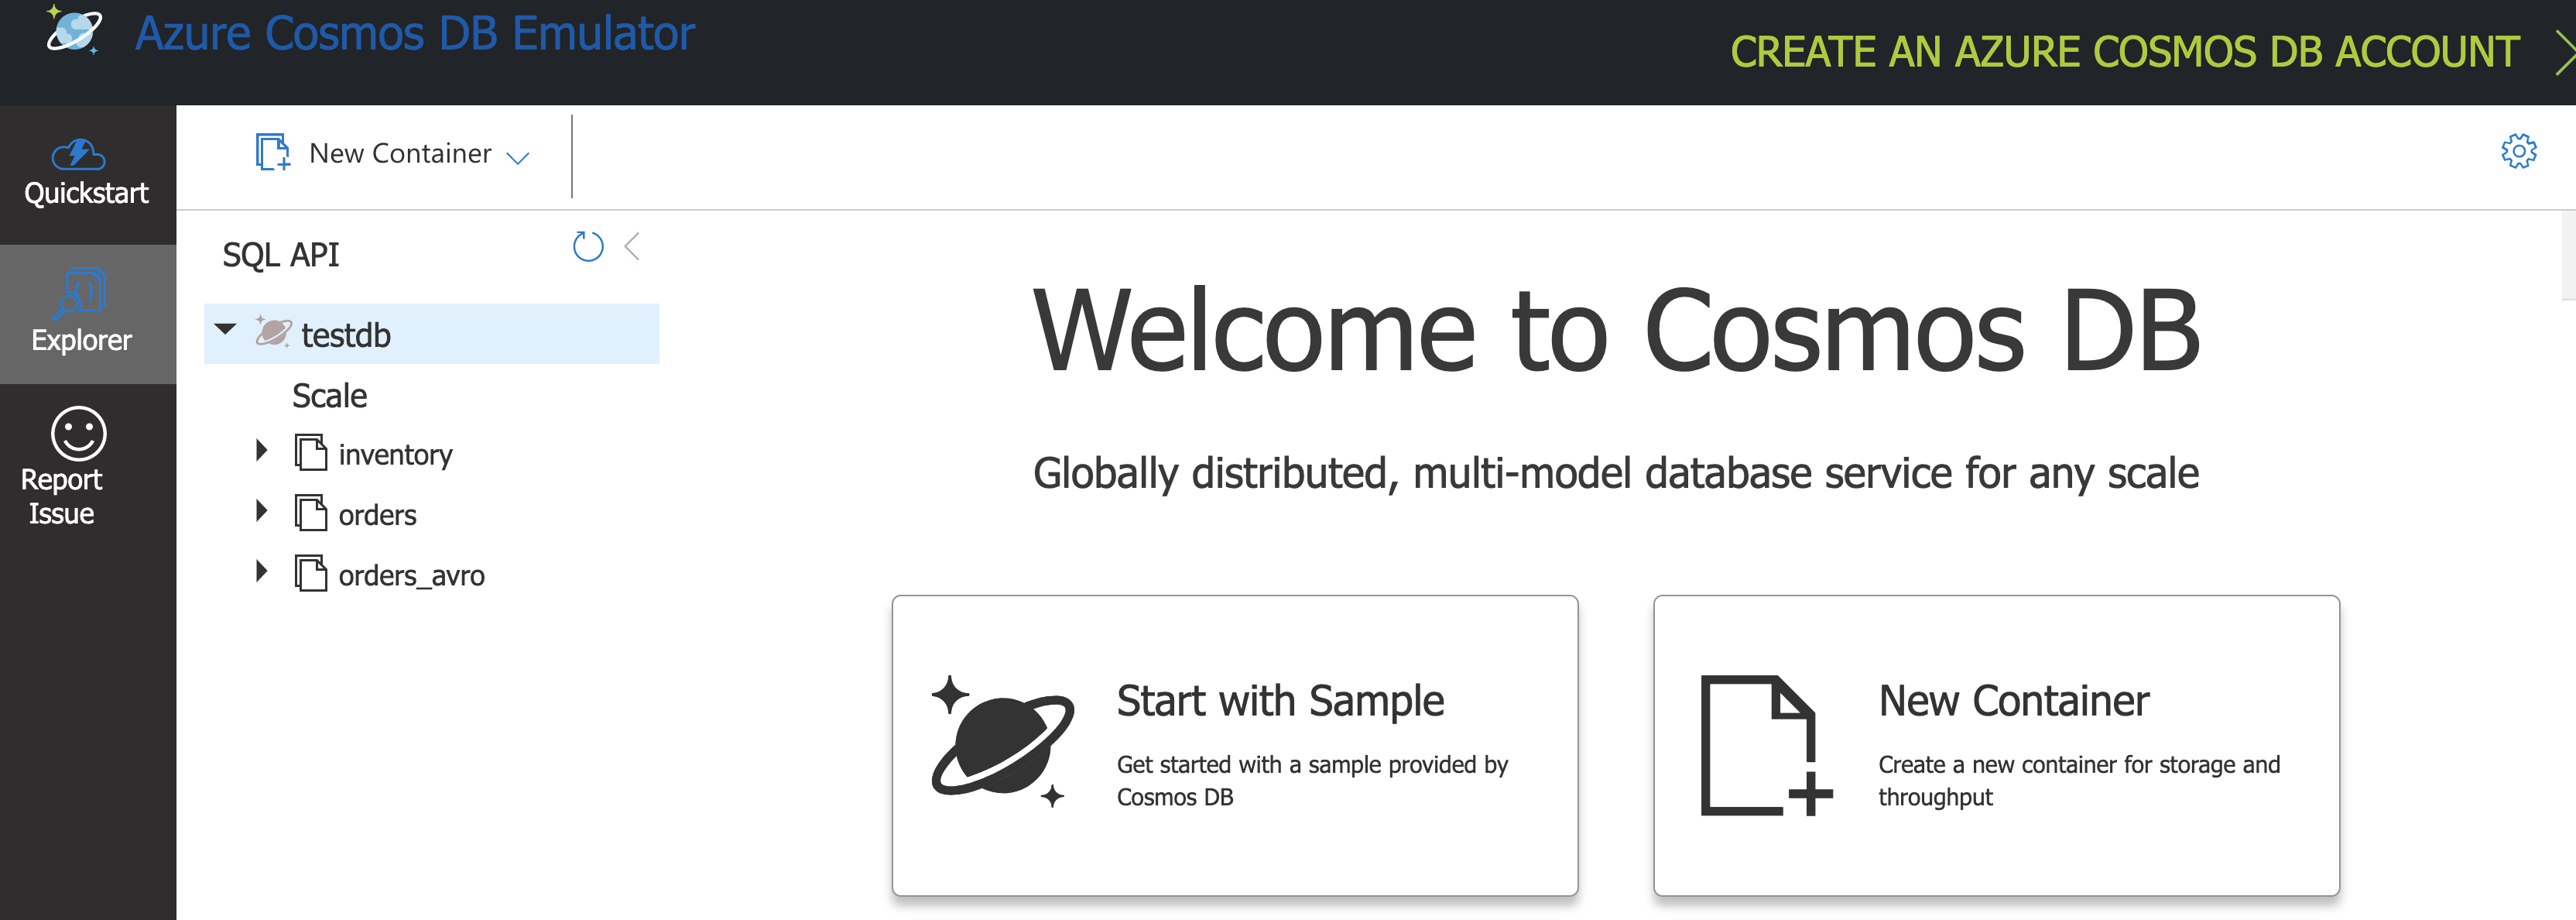 Azure Cosmos DB Emulator
CREATE AN AZURE COSMOS DB ACCOUNT
Quickstart
Explorer
Report
Issue
New Container
SQL API
testdb
Scale
inventory
orders
orders_avro
Welcome to Cosmos DB
Globally distributed, multi-model database service for any scale
Start with Sample
Get started with a sample provided by
Cosmos DB
New Container
Create a new container for storage and
throughput